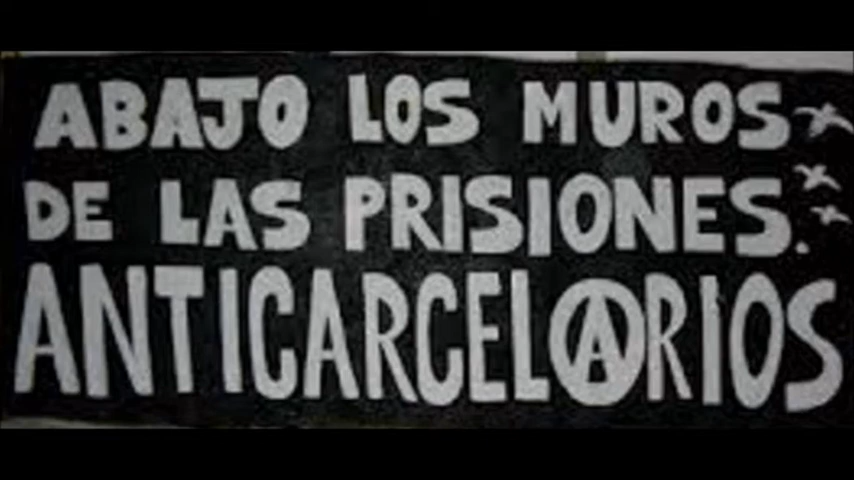 ABAJO LOS MUROS
DE LAS PRISIONES.
ANTICARCELARIOS